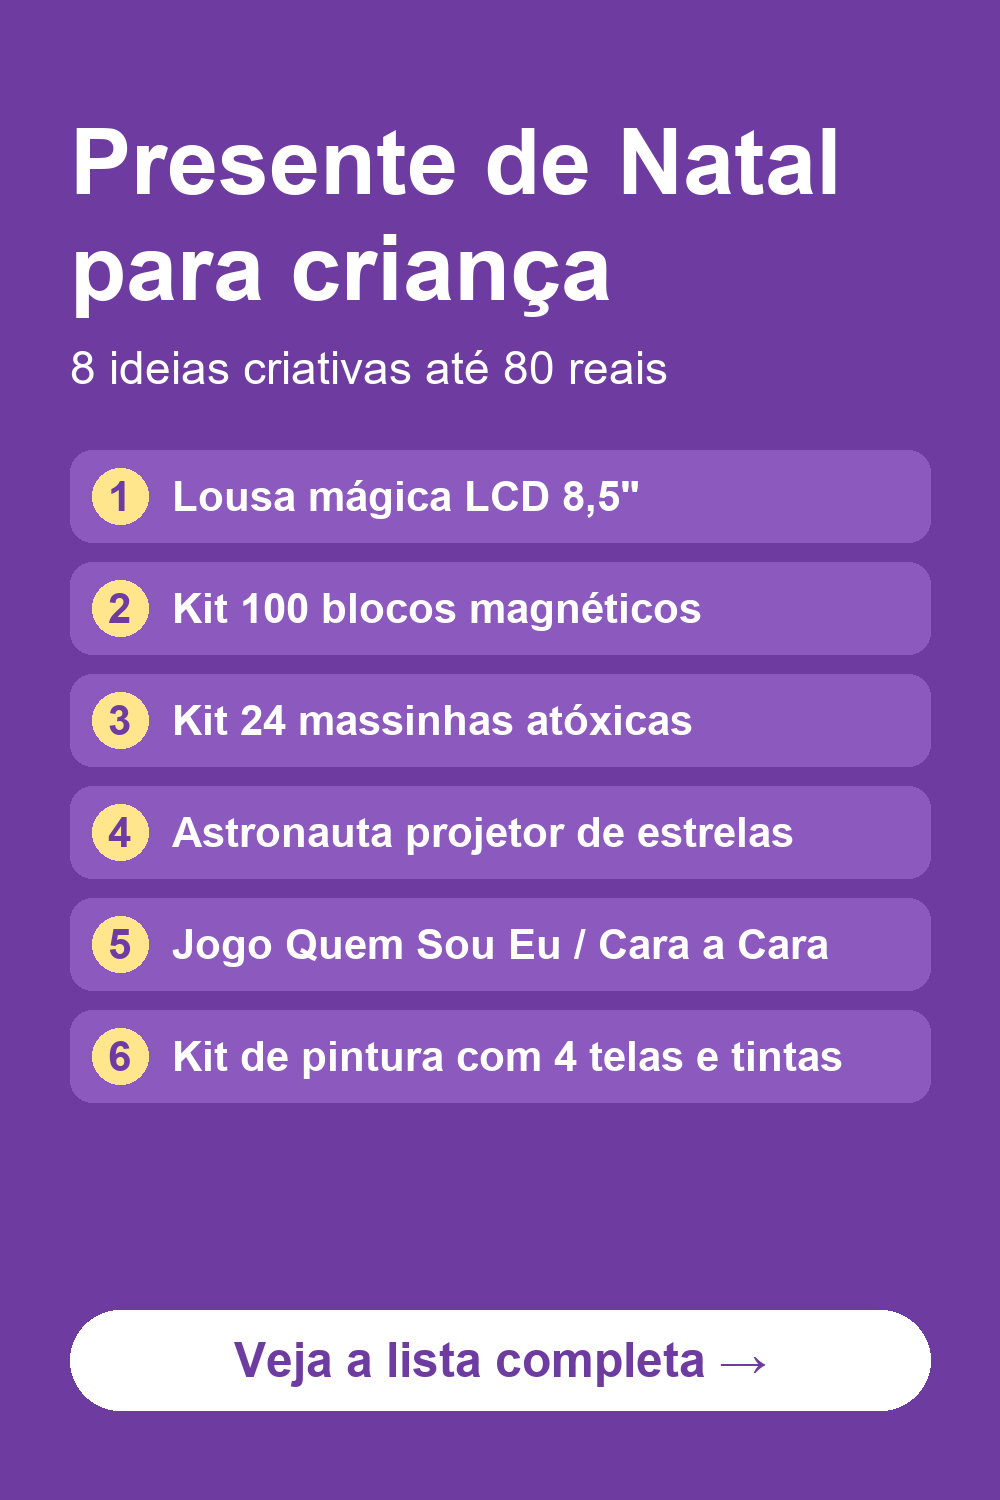 Presente de Natal
para criança
8 ideias criativas até 80 reais
1 Lousa mágica LCD 8,5"
2 Kit 100 blocos magnéticos
3 Kit 24 massinhas atóxicas
4 Astronauta projetor de estrelas
5 Jogo Quem Sou Eu / Cara a Cara
6 Kit de pintura com 4 telas e tintas
Veja a lista completa →